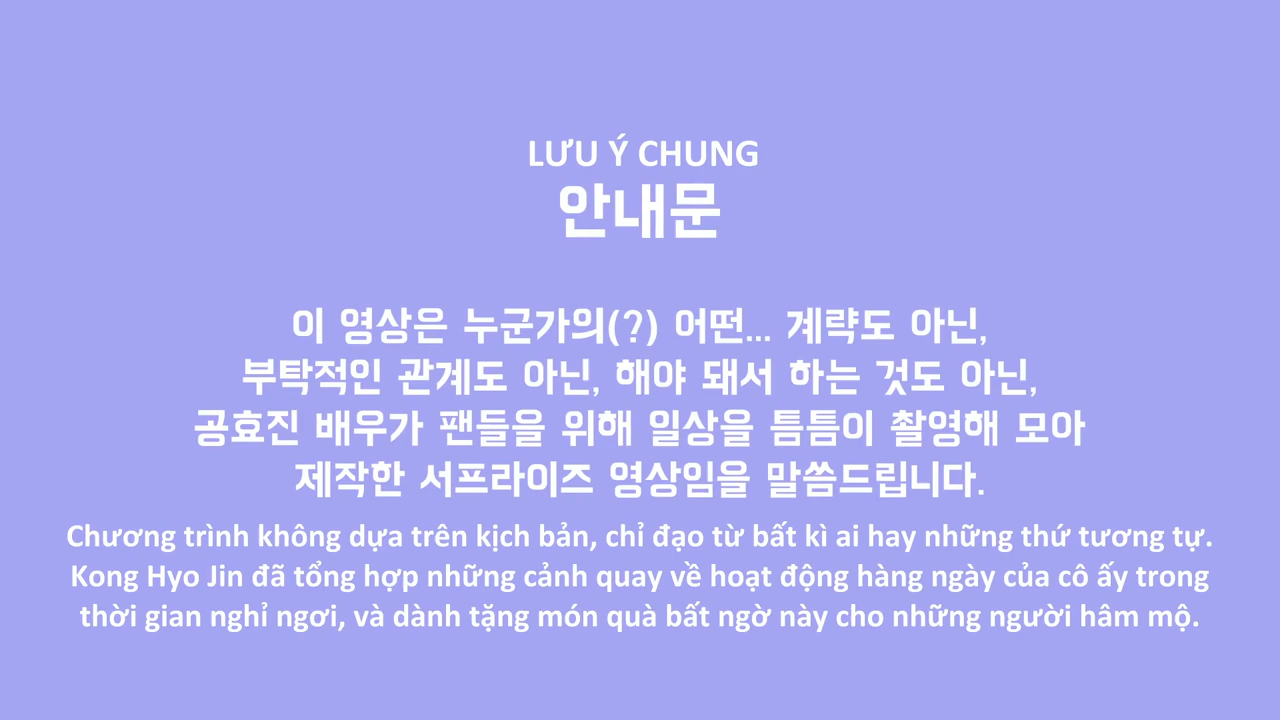 LƯU Ý CHUNG
안내문
이 영상은 누군가의(?) 어떤... 계략도 아닌,
부탁적인 관계도 아닌, 해야 돼서 하는 것도 아닌,
공효진 배우가 팬들을 위해 일상을 틈틈이 촬영해 모아
제작한 서프라이즈 영상임을 말씀드립니다.
Chương trình không dựa trên kịch bản, chỉ đạo từ bất kì ai hay những thứ tương tự.
Kong Hyo Jin đã tổng hợp những cảnh quay về hoạt động hàng ngày của cô ấy trong
thời gian nghỉ ngơi, và dành tặng món quà bất ngờ này cho những người hâm mộ.